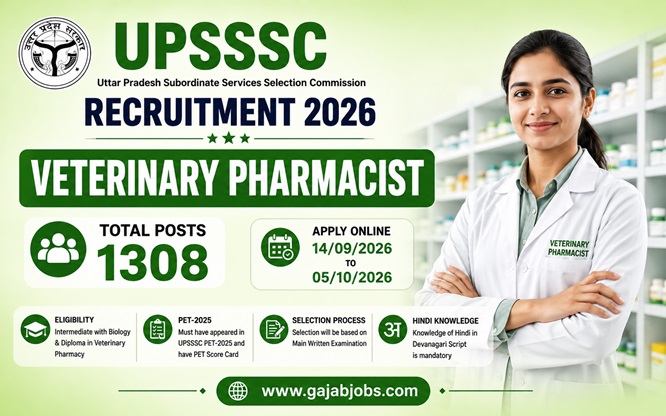 उत्तर प्रदेश सरकार
UPSSSC
Uttar Pradesh Subordinate Services Selection Commission
RECRUITMENT 2026
VETERINARY PHARMACIST
TOTAL POSTS
1308
APPLY ONLINE
14/09/2026
TO
05/10/2026
VETERINARY
PHARMACIST
ELIGIBILITY
Intermediate with Biology
& Diploma in Veterinary
Pharmacy
PET-2025
Must have appeared in
UPSSSC PET-2025 and
have PET Score Card
SELECTION PROCESS
Selection will be based on
Main Written Examination
अ
HINDI KNOWLEDGE
Knowledge of Hindi in
Devanagari Script
is mandatory
www.gajabjobs.com